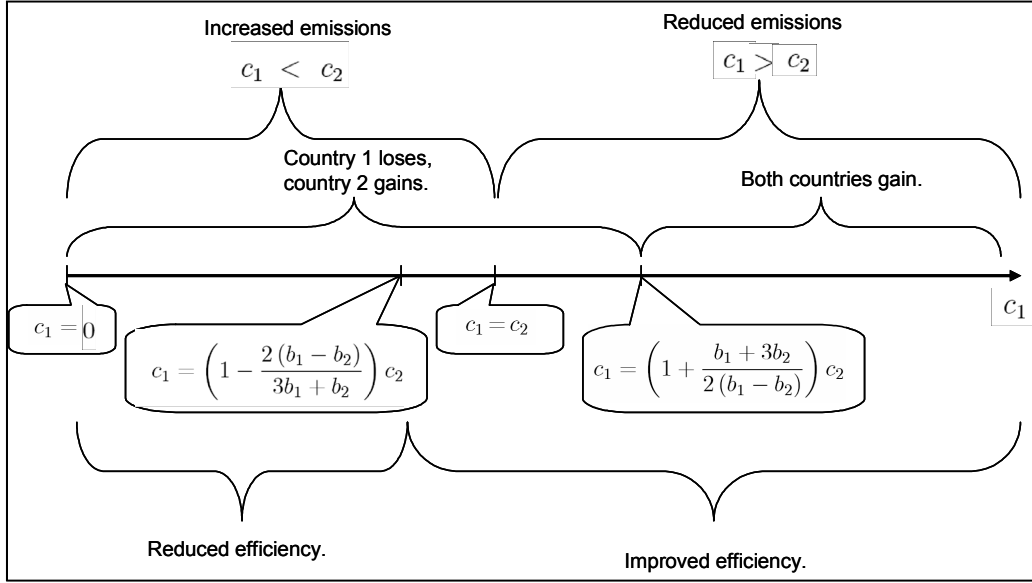 Increased emissions
c₁ < c₂
Reduced emissions
c₁ > c₂
Country 1 loses,
country 2 gains.
Both countries gain.
c₁ = 0
c₁ = (1 − 2 (b₁ − b₂) / 3b₁ + b₂) c₂
c₁ = c₂
c₁ = (1 + b₁ + 3b₂ / 2 (b₁ − b₂)) c₂
c₁
Reduced efficiency.
Improved efficiency.